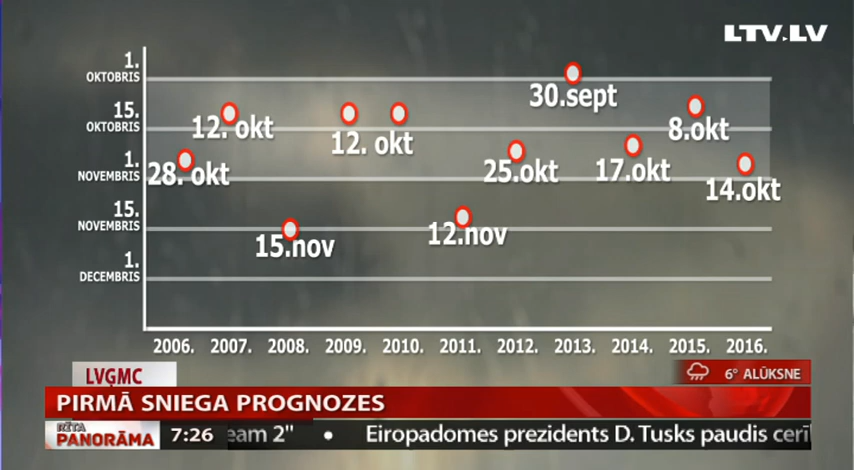 LTV.LV
1.
OKTOBRIS
15.
OKTOBRIS
1.
NOVEMBRIS
15.
NOVEMBRIS
1.
DECEMBRIS
30.sept
12. okt
12. okt
8.okt
28. okt
25.okt
17.okt
14.okt
15.nov
12.nov
2006. 2007. 2008. 2009. 2010. 2011. 2012. 2013. 2014. 2015. 2016.
LVĢMC
6° ALŪKSNE
PIRMĀ SNIEGA PROGNOZES
RĪTA
PANORĀMA
7:26 eam 2" • Eiropadomes prezidents D. Tusks paudis cerī